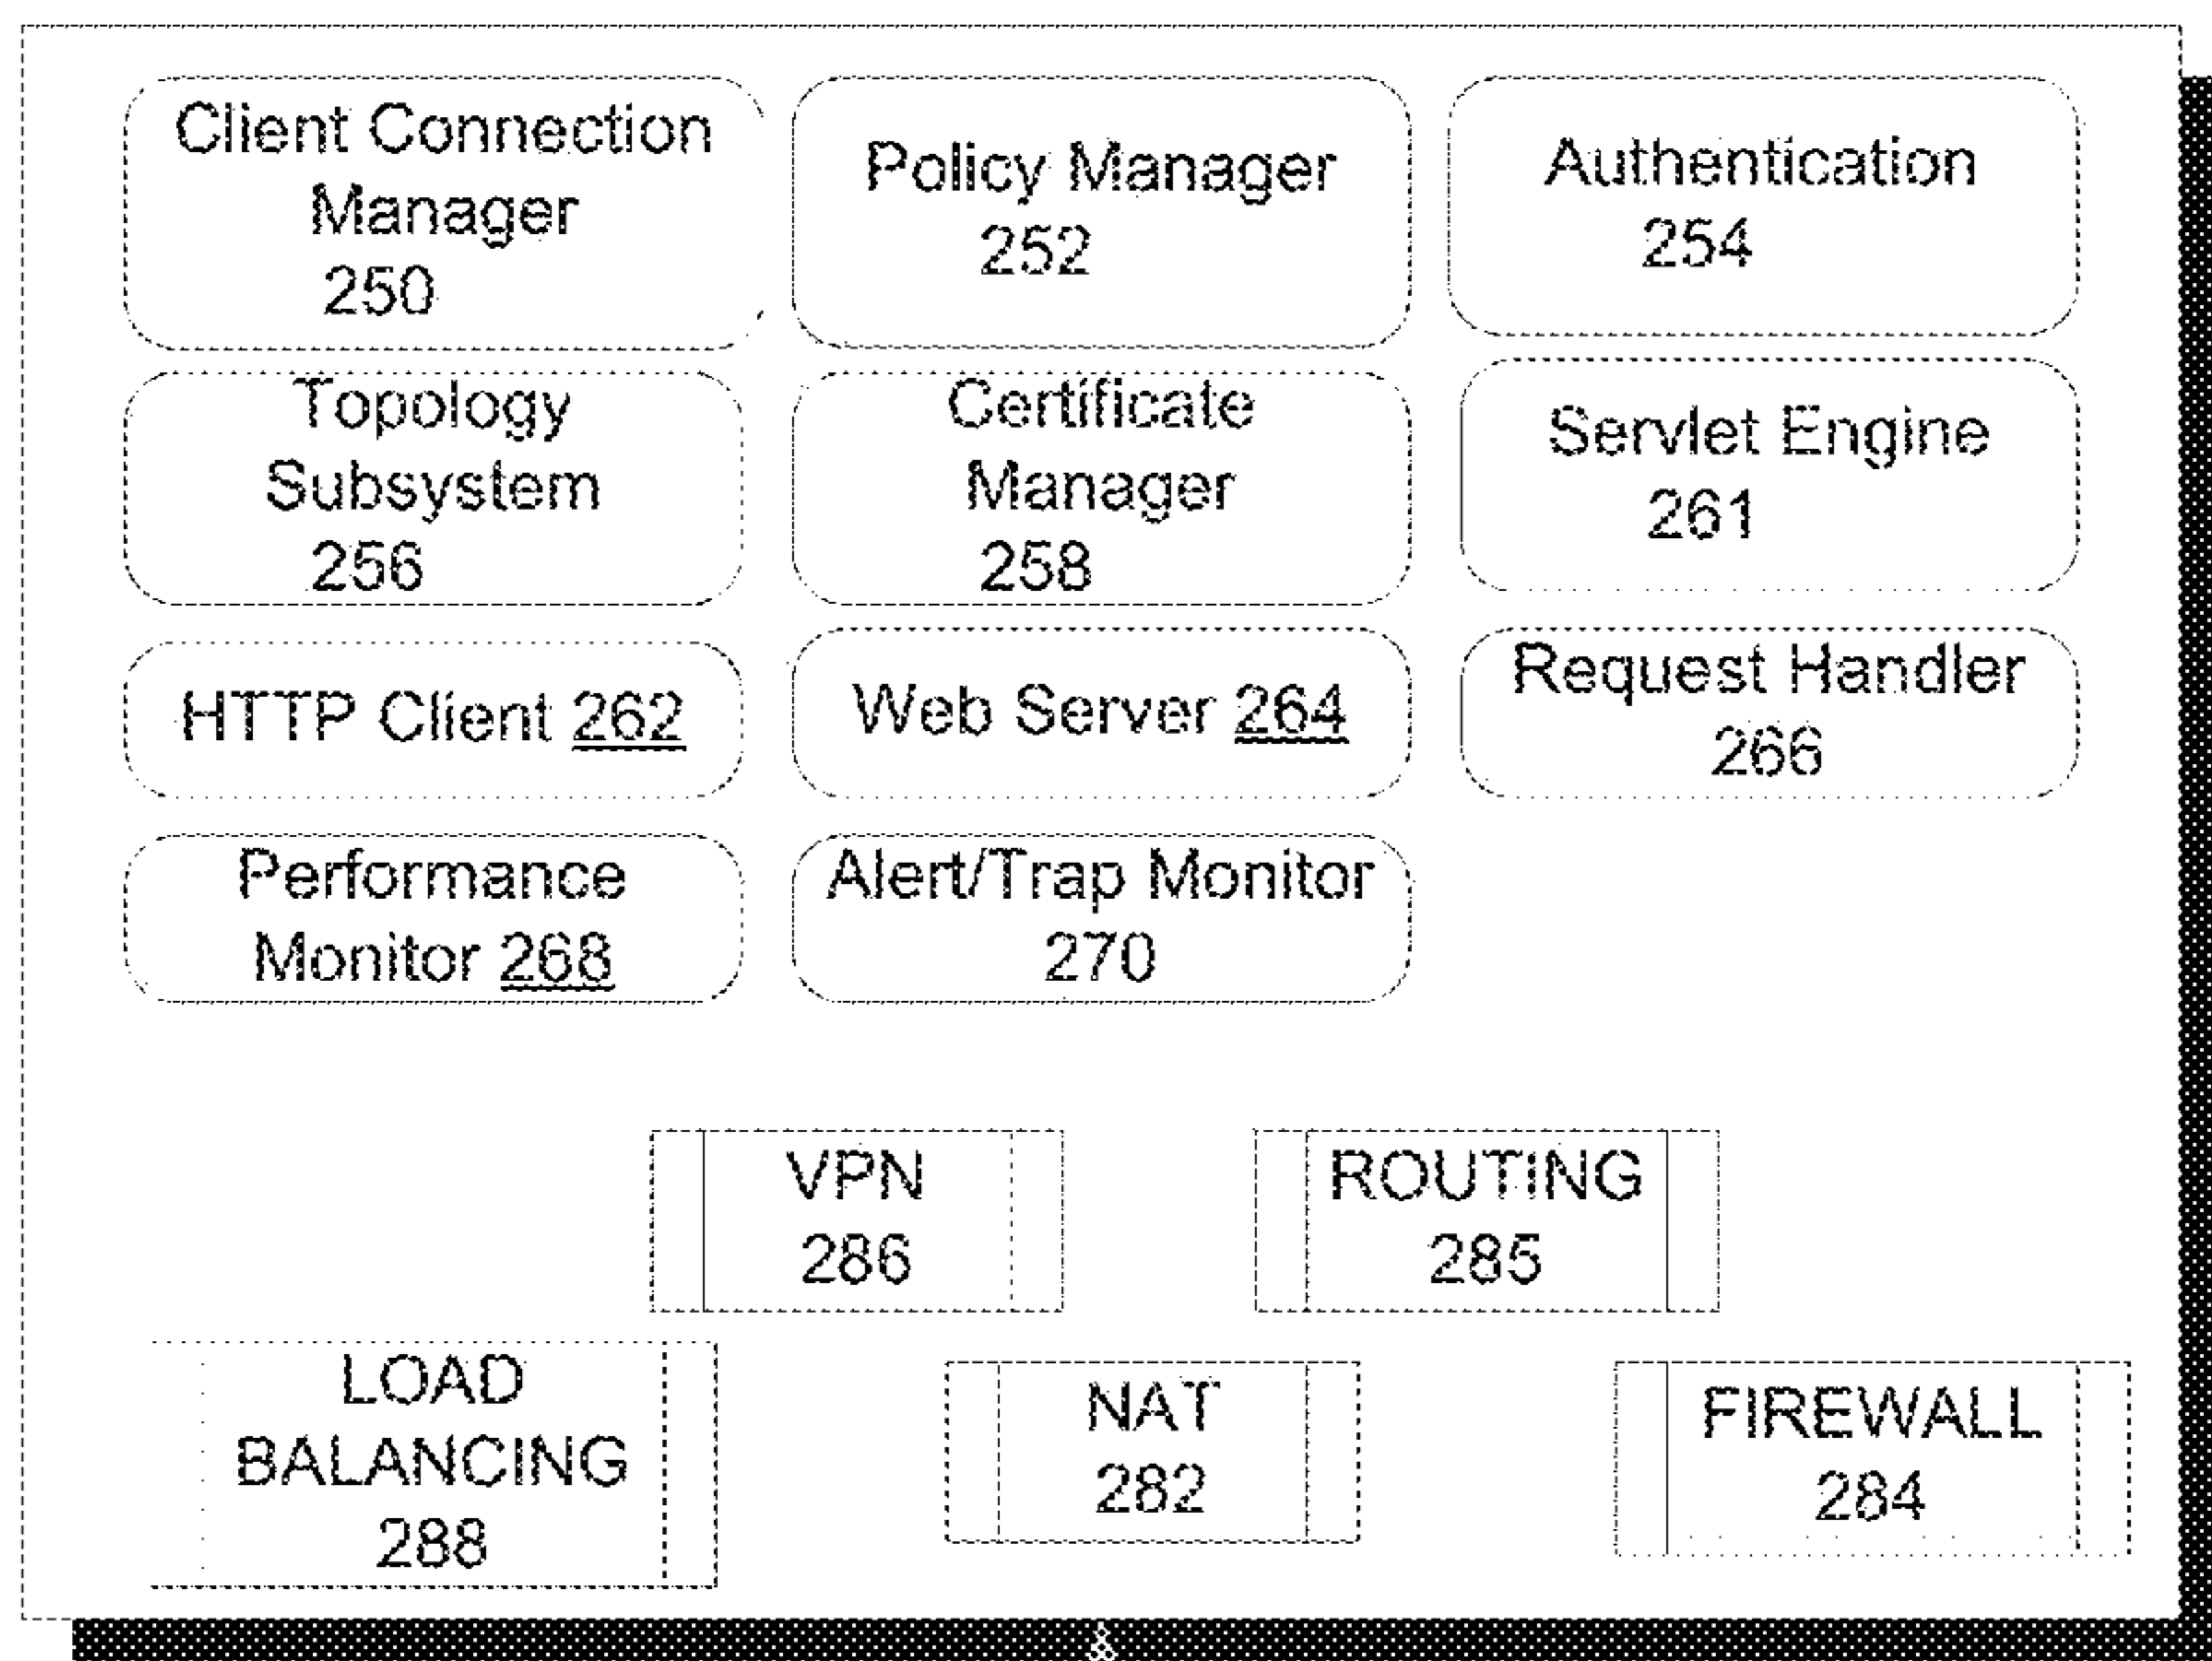 Client Connection
Manager
250
Policy Manager
252
Authentication
254
Topology
Subsystem
256
Certificate
Manager
258
Servlet Engine
261
HTTP Client 262
Web Server 264
Request Handler
266
Performance
Monitor 268
Alert/Trap Monitor
270
VPN
286
ROUTING
285
LOAD
BALANCING
288
NAT
282
FIREWALL
284